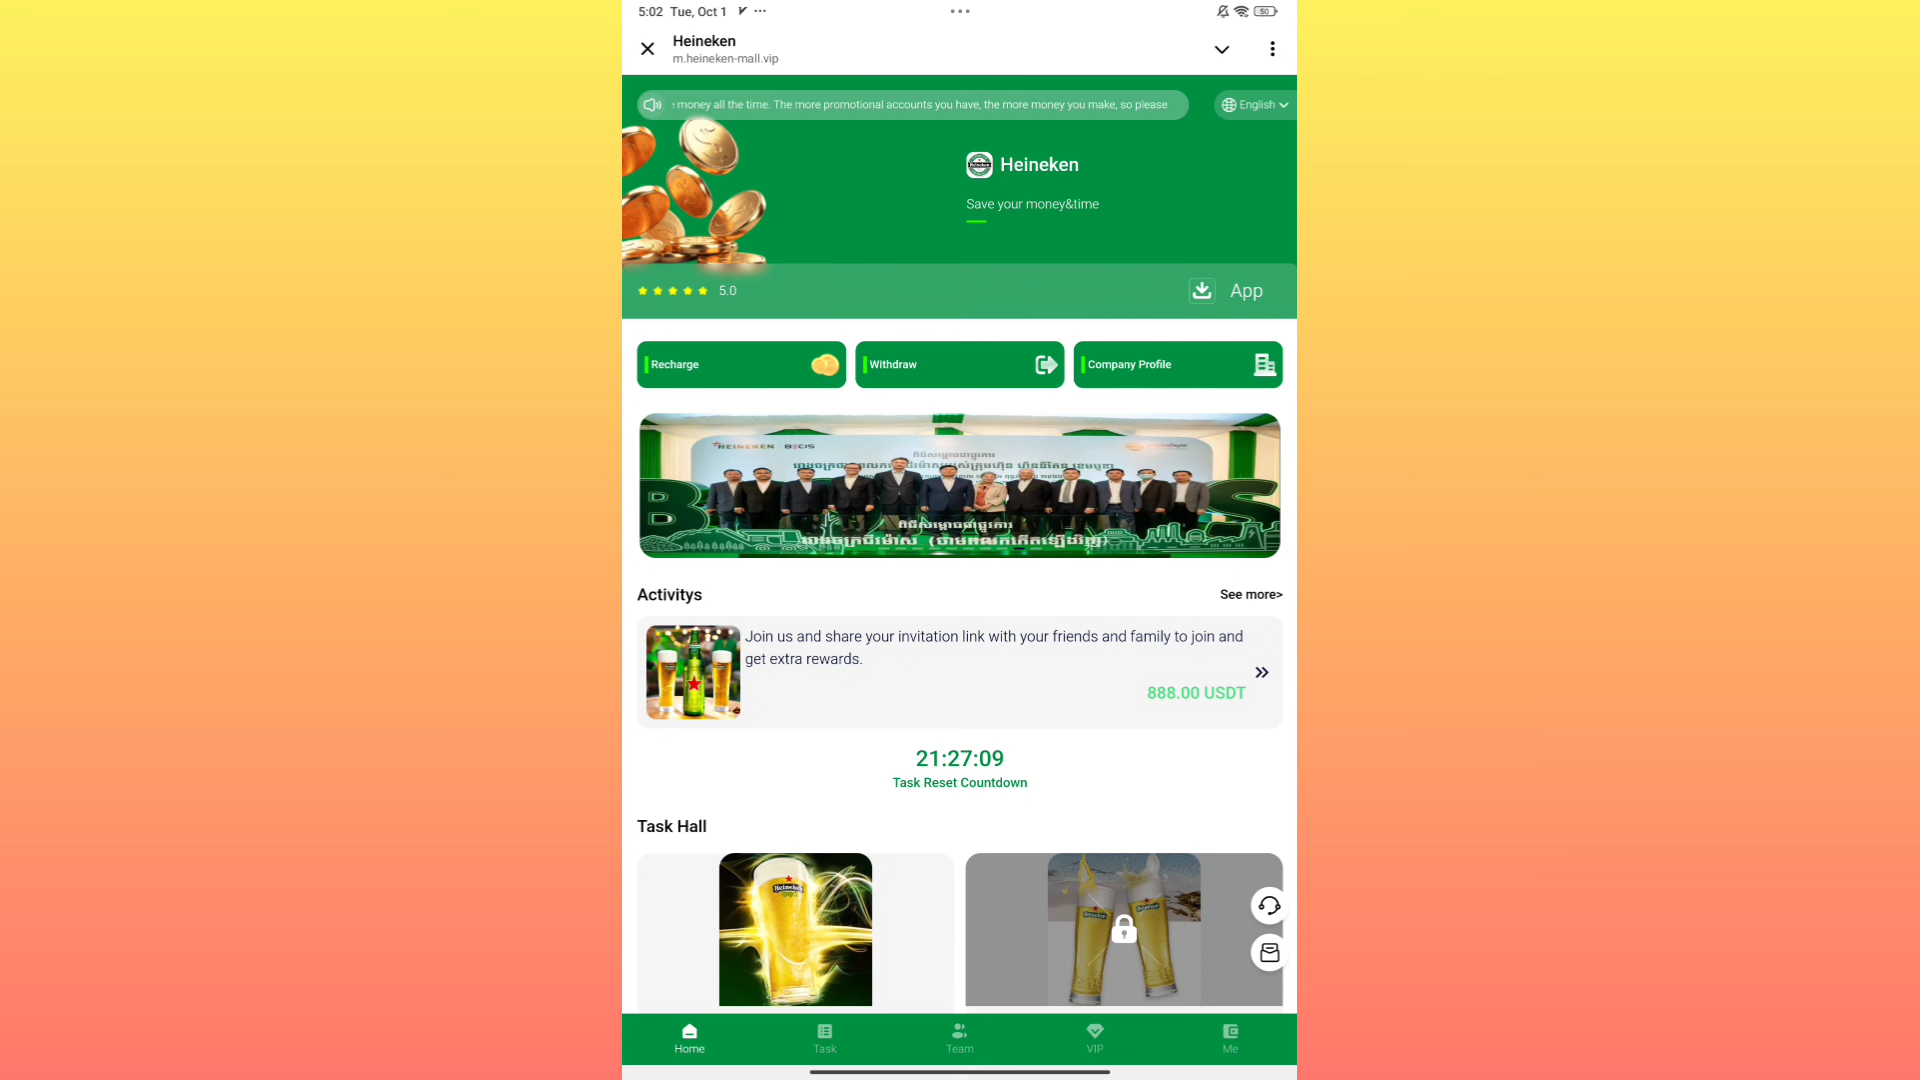 5:02 Tue, Oct 1
50
Heineken
m.heineken-mall.vip
money all the time. The more promotional accounts you have, the more money you make, so please
English
Heineken
Save your money&time
5.0
App
Recharge
Withdraw
Company Profile
HEINEKEN
Activitys
See more>
Join us and share your invitation link with your friends and family to join and
get extra rewards.
888.00 USDT
21:27:09
Task Reset Countdown
Task Hall
Heineken
Home
Task
Team
VIP
Me